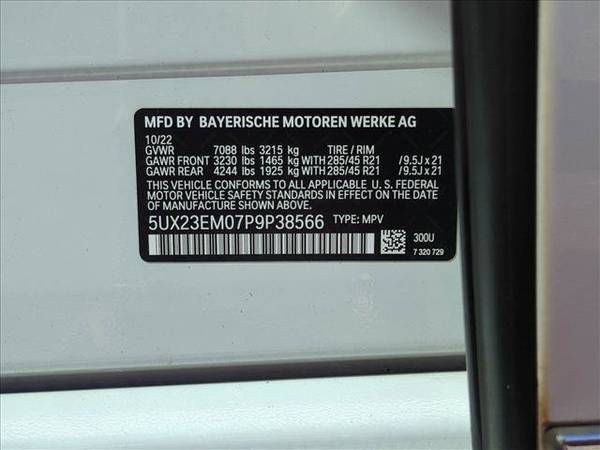 MFD BY BAYERISCHE MOTOREN WERKE AG
10/22
GVWR 7088 lbs 3215 kg TIRE / RIM
GAWR FRONT 3230 lbs 1465 kg WITH 285/45 R21 /9.5J x 21
GAWR REAR 4244 lbs 1925 kg WITH 285/45 R21 /9.5J x 21
THIS VEHICLE CONFORMS TO ALL APPLICABLE U. S. FEDERAL
MOTOR VEHICLE SAFETY STANDARDS IN EFFECT ON THE DATE
OF MANUFACTURE SHOWN ABOVE.
5UX23EM07P9P38566 TYPE: MPV
300U
7 320 729